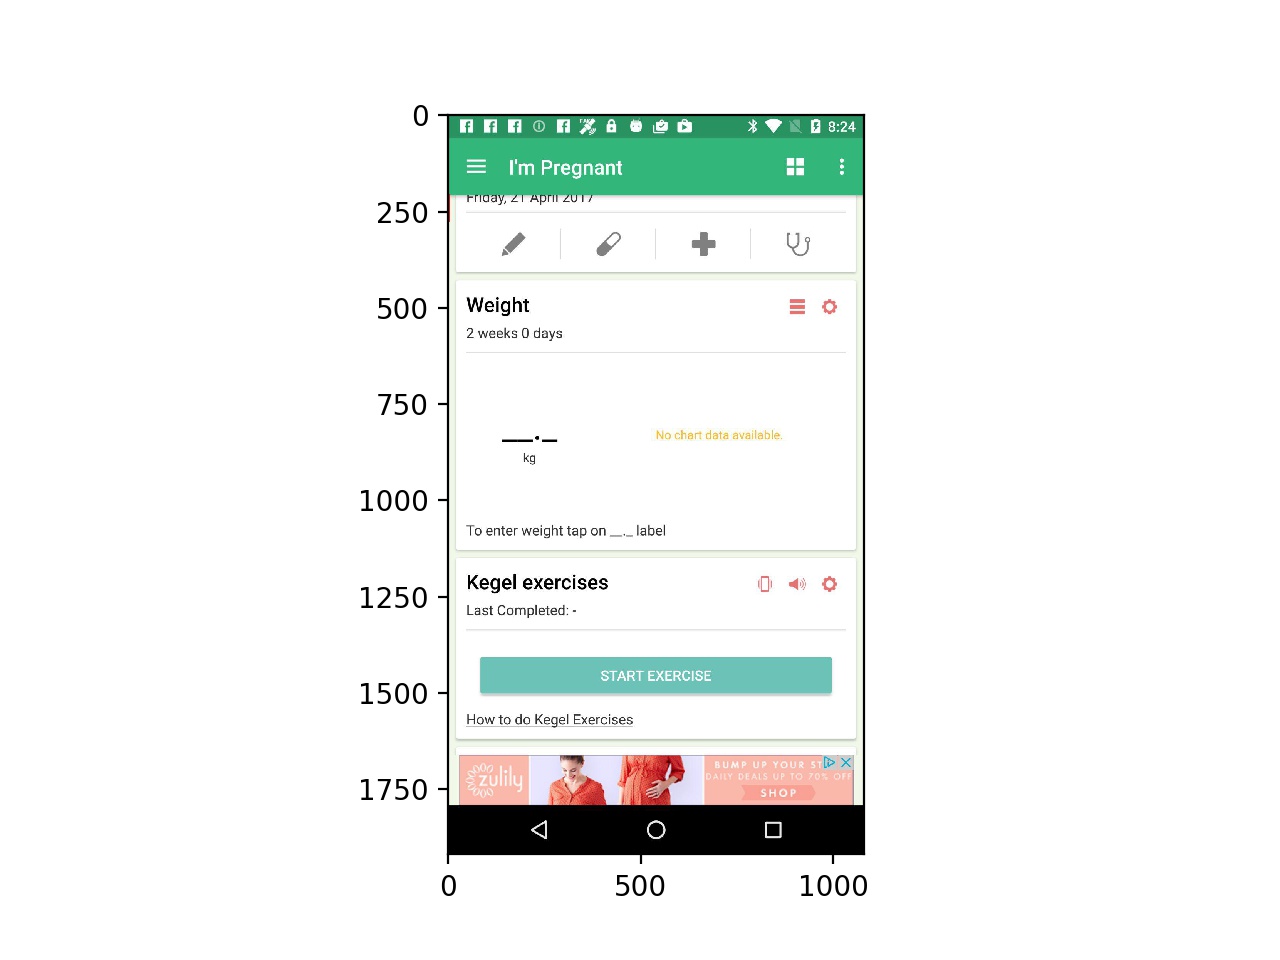 0
250
500
750
1000
1250
1500
1750
8:24
I'm Pregnant
Friday, 21 April 2017
Weight
2 weeks 0 days
__._
kg
No chart data available.
To enter weight tap on __._ label
Kegel exercises
Last Completed: -
START EXERCISE
How to do Kegel Exercises
zulily
BUMP UP YOUR ST
DAILY DEALS UP TO 70% OFF
SHOP
0 500 1000